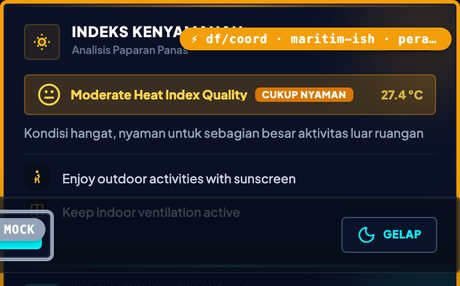 INDEKS KENYAMANAN
⚡ df/coord · maritim-ish · pera…
Analisis Paparan Panas
Moderate Heat Index Quality CUKUP NYAMAN 27.4°C
Kondisi hangat, nyaman untuk sebagian besar aktivitas luar ruangan
Enjoy outdoor activities with sunscreen
Keep indoor ventilation active
MOCK
GELAP